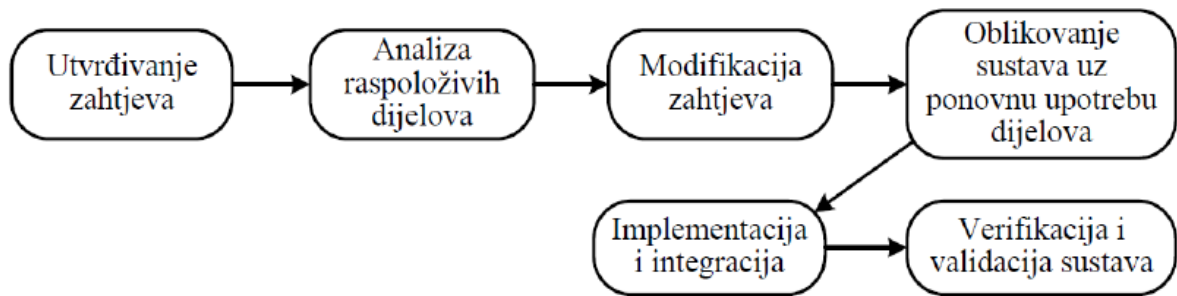 Utvrđivanje
zahtjeva
Analiza
raspoloživih
dijelova
Modifikacija
zahtjeva
Oblikovanje
sustava uz
ponovnu upotrebu
dijelova
Implementacija
i integracija
Verifikacija i
validacija sustava